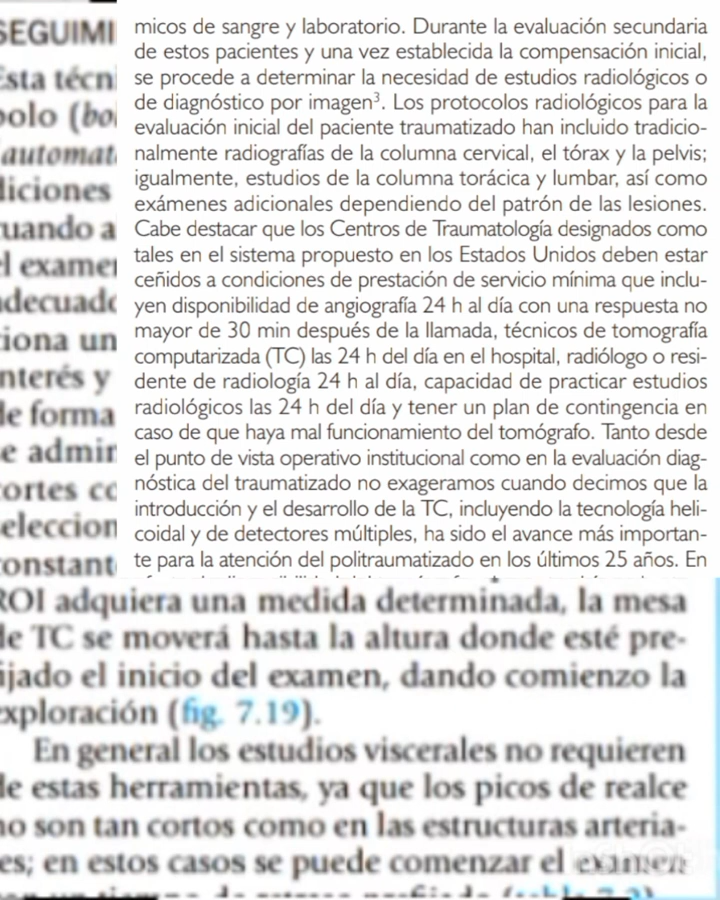 SEGUIMI
micos de sangre y laboratorio. Durante la evaluación secundaria
de estos pacientes y una vez establecida la compensación inicial,
se procede a determinar la necesidad de estudios radiológicos o
de diagnóstico por imagen³. Los protocolos radiológicos para la
evaluación inicial del paciente traumatizado han incluido tradicio-
nalmente radiografías de la columna cervical, el tórax y la pelvis;
igualmente, estudios de la columna torácica y lumbar, así como
exámenes adicionales dependiendo del patrón de las lesiones.
Cabe destacar que los Centros de Traumatología designados como
tales en el sistema propuesto en los Estados Unidos deben estar
ceñidos a condiciones de prestación de servicio mínima que inclu-
yen disponibilidad de angiografía 24 h al día con una respuesta no
mayor de 30 min después de la llamada, técnicos de tomografía
computarizada (TC) las 24 h del día en el hospital, radiólogo o resi-
dente de radiología 24 h al día, capacidad de practicar estudios
radiológicos las 24 h del día y tener un plan de contingencia en
caso de que haya mal funcionamiento del tomógrafo. Tanto desde
el punto de vista operativo institucional como en la evaluación diag-
nóstica del traumatizado no exageramos cuando decimos que la
introducción y el desarrollo de la TC, incluyendo la tecnología heli-
coidal y de detectores múltiples, ha sido el avance más importan-
te para la atención del politraumatizado en los últimos 25 años. En
Esta técn
bolo (bol
automat
diciones
cuando a
el examen
adecuado
ciona un
nterés y
de forma
se admin
cortes co
seleccion
constant
ROI adquiera una medida determinada, la mesa
de TC se moverá hasta la altura donde esté pre-
ijado el inicio del examen, dando comienzo la
exploración (fig. 7.19).
En general los estudios viscerales no requieren
de estas herramientas, ya que los picos de realce
no son tan cortos como en las estructuras arteria-
es; en estos casos se puede comenzar el examen